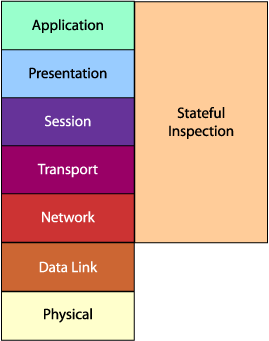 Application
Presentation
Session
Transport
Network
Data Link
Physical
Stateful
Inspection